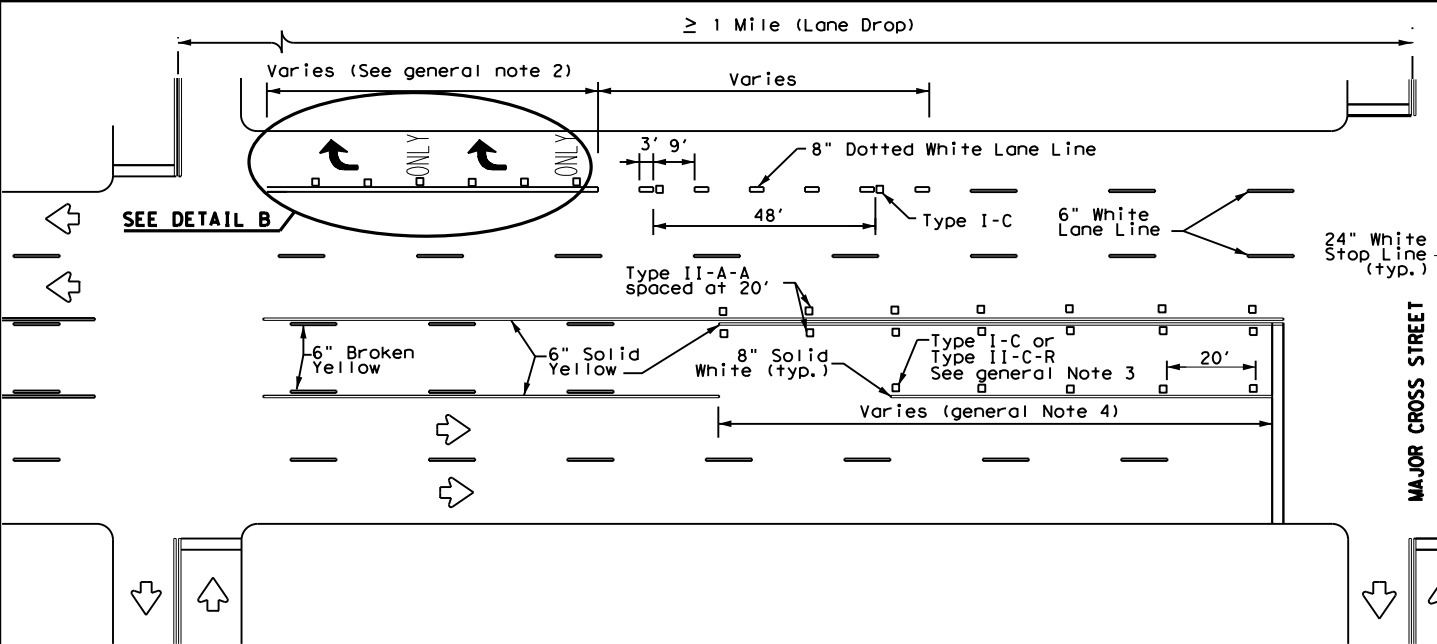 ≥ 1 Mile (Lane Drop)
Varies (See general note 2)
Varies
ONLY
ONLY
3'
9'
8" Dotted White Lane Line
SEE DETAIL B
48'
Type I-C
6" White
Lane Line
24" White
Stop Line
(typ.)
Type II-A-A
spaced at 20'
6" Broken
Yellow
6" Solid
Yellow
8" Solid
White (typ.)
Type I-C or
Type II-C-R
See general Note 3
20'
Varies (general Note 4)
MAJOR CROSS STREET